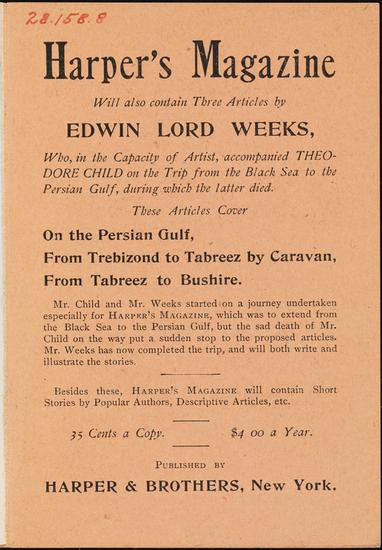 28.158.8
Harper's Magazine
Will also contain Three Articles by
EDWIN LORD WEEKS,
Who, in the Capacity of Artist, accompanied THEO-
DORE CHILD on the Trip from the Black Sea to the
Persian Gulf, during which the latter died.
These Articles Cover
On the Persian Gulf,
From Trebizond to Tabreez by Caravan,
From Tabreez to Bushire.
Mr. Child and Mr. Weeks started on a journey undertaken
especially for HARPER'S MAGAZINE, which was to extend from
the Black Sea to the Persian Gulf, but the sad death of Mr.
Child on the way put a sudden stop to the proposed articles.
Mr. Weeks has now completed the trip, and will both write and
illustrate the stories.
Besides these, HARPER'S MAGAZINE will contain Short
Stories by Popular Authors, Descriptive Articles, etc.
35 Cents a Copy. $4 00 a Year.
PUBLISHED BY
HARPER & BROTHERS, New York.